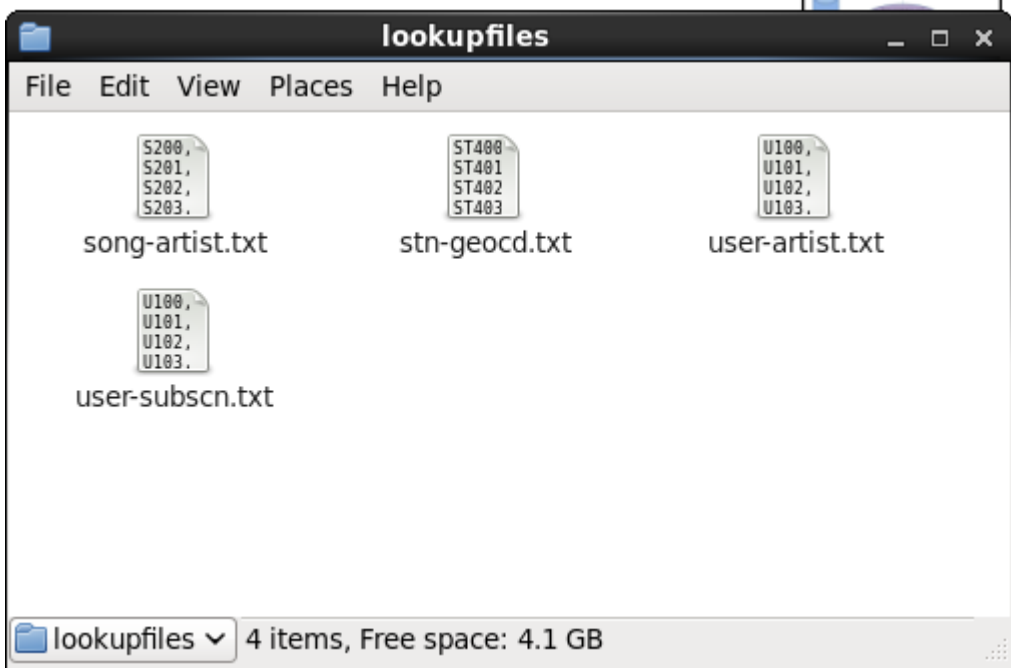 lookupfiles
File Edit View Places Help
S200,
S201,
S202,
S203.
song-artist.txt
ST400
ST401
ST402
ST403
stn-geocd.txt
U100,
U101,
U102,
U103.
user-artist.txt
U100,
U101,
U102,
U103.
user-subscn.txt
lookupfiles 4 items, Free space: 4.1 GB